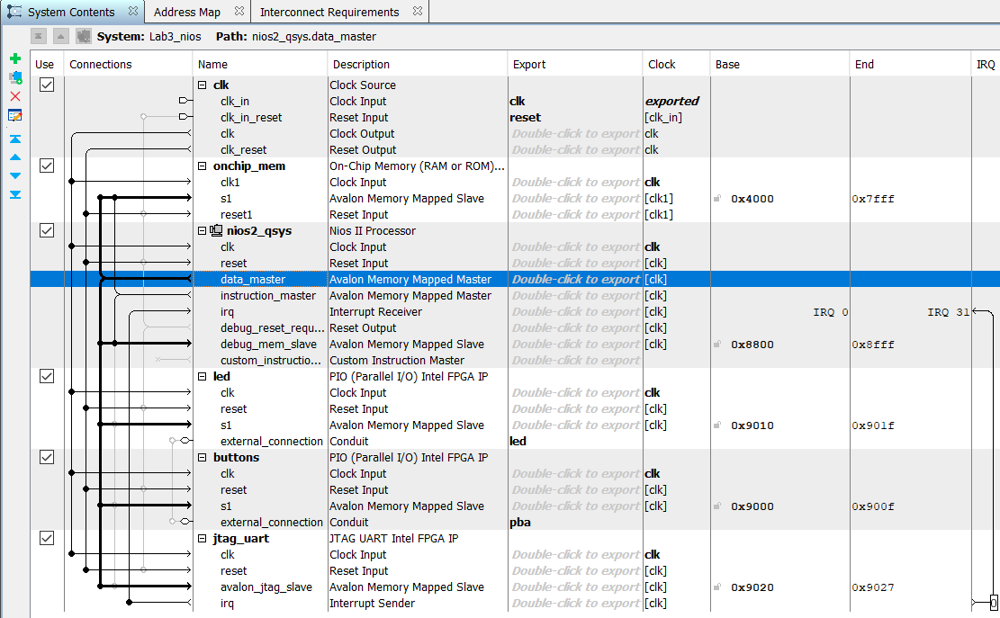 System Contents Address Map Interconnect Requirements
System: Lab3_nios Path: nios2_qsys.data_master
Use Connections Name Description Export Clock Base End IRQ
clk Clock Source
clk_in Clock Input clk exported
clk_in_reset Reset Input reset [clk_in]
clk Clock Output Double-click to export clk
clk_reset Reset Output Double-click to export clk
onchip_mem On-Chip Memory (RAM or ROM)...
clk1 Clock Input Double-click to export clk
s1 Avalon Memory Mapped Slave Double-click to export [clk1] 0x4000 0x7fff
reset1 Reset Input Double-click to export [clk1]
nios2_qsys Nios II Processor
clk Clock Input Double-click to export clk
reset Reset Input Double-click to export [clk]
data_master Avalon Memory Mapped Master Double-click to export [clk]
instruction_master Avalon Memory Mapped Master Double-click to export [clk]
irq Interrupt Receiver Double-click to export [clk] IRQ 0 IRQ 31
debug_reset_requ... Reset Output Double-click to export [clk]
debug_mem_slave Avalon Memory Mapped Slave Double-click to export [clk] 0x8800 0x8fff
custom_instructio... Custom Instruction Master Double-click to export
led PIO (Parallel I/O) Intel FPGA IP
clk Clock Input Double-click to export clk
reset Reset Input Double-click to export [clk]
s1 Avalon Memory Mapped Slave Double-click to export [clk] 0x9010 0x901f
external_connection Conduit led
buttons PIO (Parallel I/O) Intel FPGA IP
clk Clock Input Double-click to export clk
reset Reset Input Double-click to export [clk]
s1 Avalon Memory Mapped Slave Double-click to export [clk] 0x9000 0x900f
external_connection Conduit pba
jtag_uart JTAG UART Intel FPGA IP
clk Clock Input Double-click to export clk
reset Reset Input Double-click to export [clk]
avalon_jtag_slave Avalon Memory Mapped Slave Double-click to export [clk] 0x9020 0x9027
irq Interrupt Sender Double-click to export [clk] 0